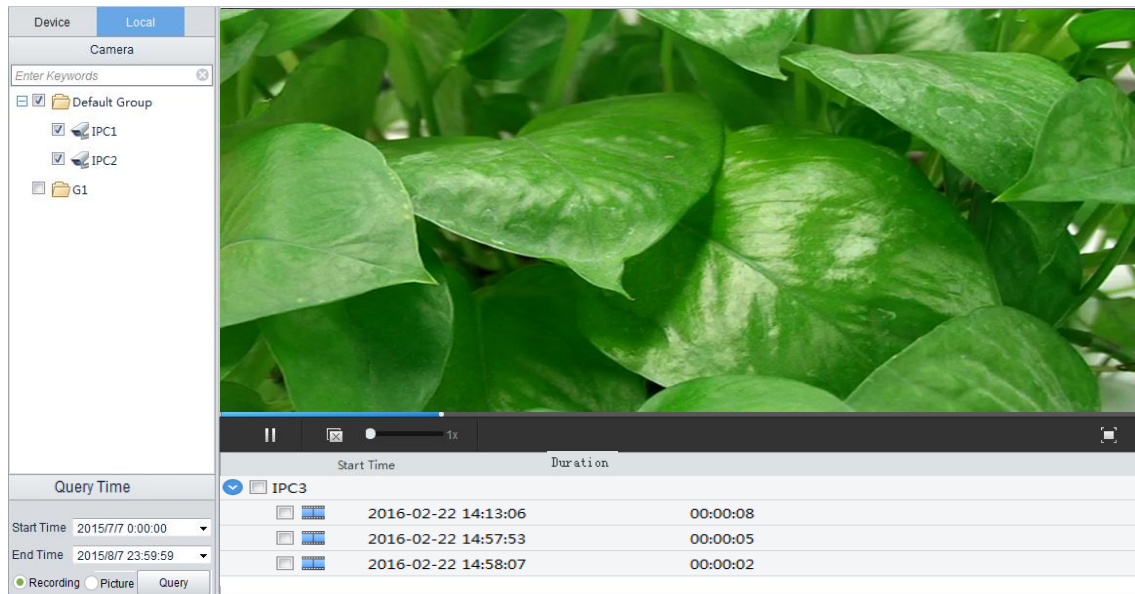 Device Local
Camera
Enter Keywords
Default Group
IPC1
IPC2
G1
1x
Start Time Duration
IPC3
2016-02-22 14:13:06 00:00:08
2016-02-22 14:57:53 00:00:05
2016-02-22 14:58:07 00:00:02
Query Time
Start Time 2015/7/7 0:00:00
End Time 2015/8/7 23:59:59
Recording Picture Query